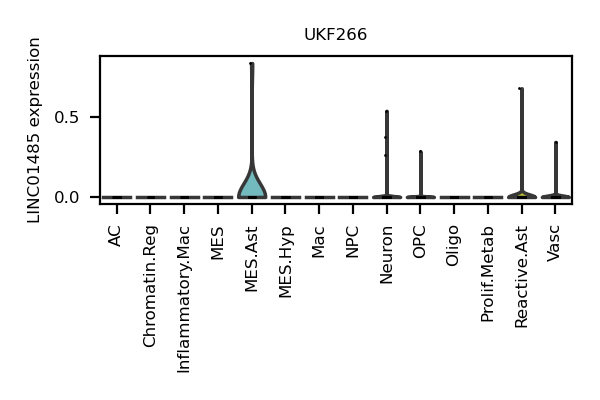 UKF266
LINC01485 expression
0.5
0.0
AC
Chromatin.Reg
Inflammatory.Mac
MES
MES.Ast
MES.Hyp
Mac
NPC
Neuron
OPC
Oligo
Prolif.Metab
Reactive.Ast
Vasc